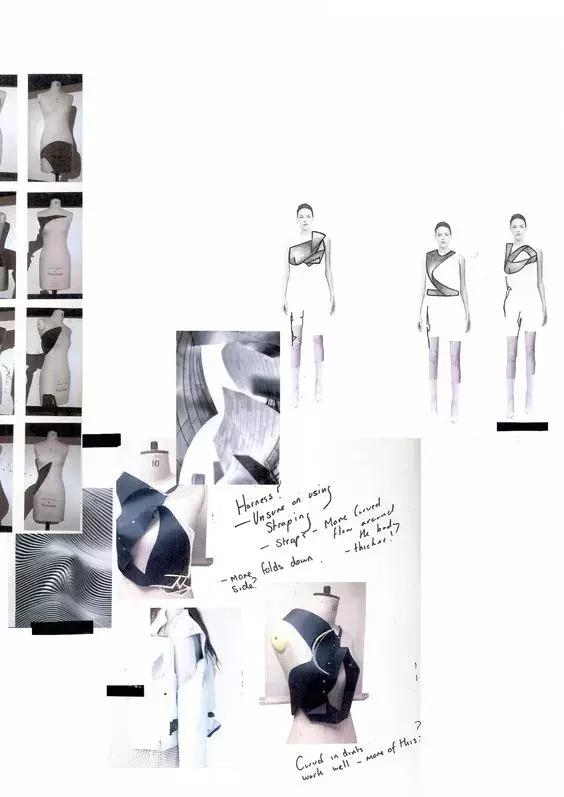 10
Harness?
- Unsure on using
Straping
- Straps - More Curved
flow around
the body
- thicker?
- more folds down
side?
Curved in
work well - more of this?